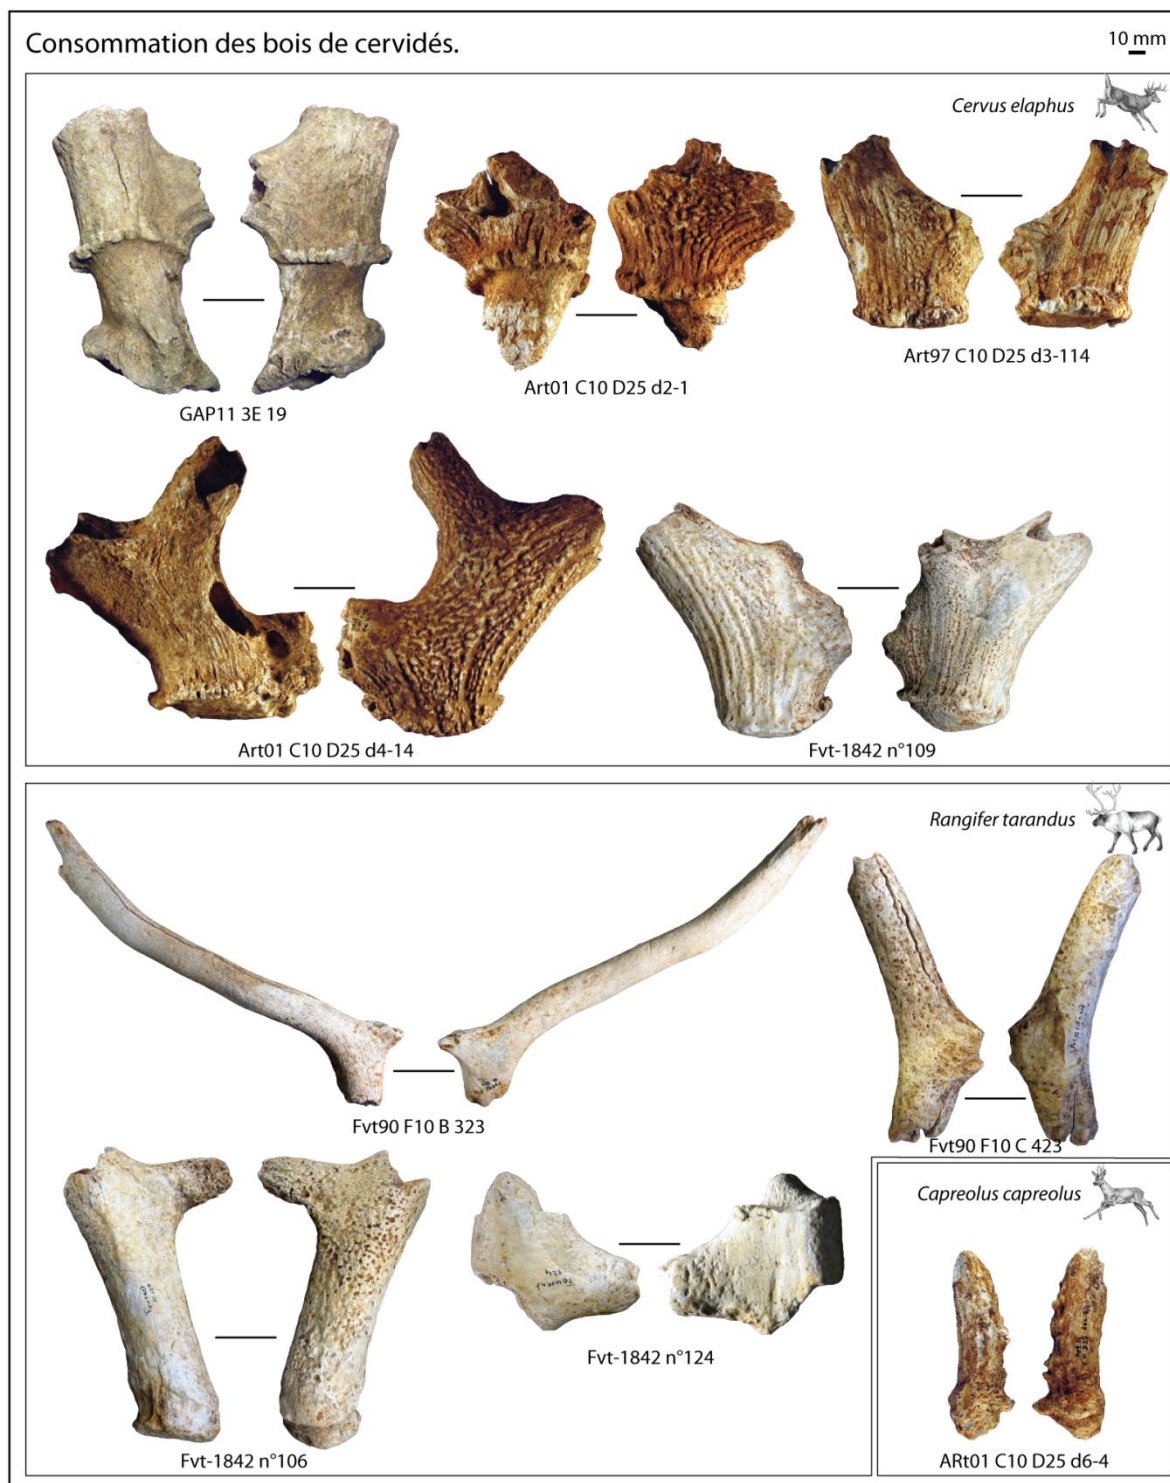 Consommation des bois de cervidés.
10 mm
Cervus elaphus
GAP11 3E 19
Art01 C10 D25 d2-1
Art97 C10 D25 d3-114
Art01 C10 D25 d4-14
Fvt-1842 n°109
Rangifer tarandus
Fvt90 F10 B 323
Fvt90 F10 C 423
Fvt-1842 n°106
Fvt-1842 n°124
124
Capreolus capreolus
ARt01 C10 D25 d6-4